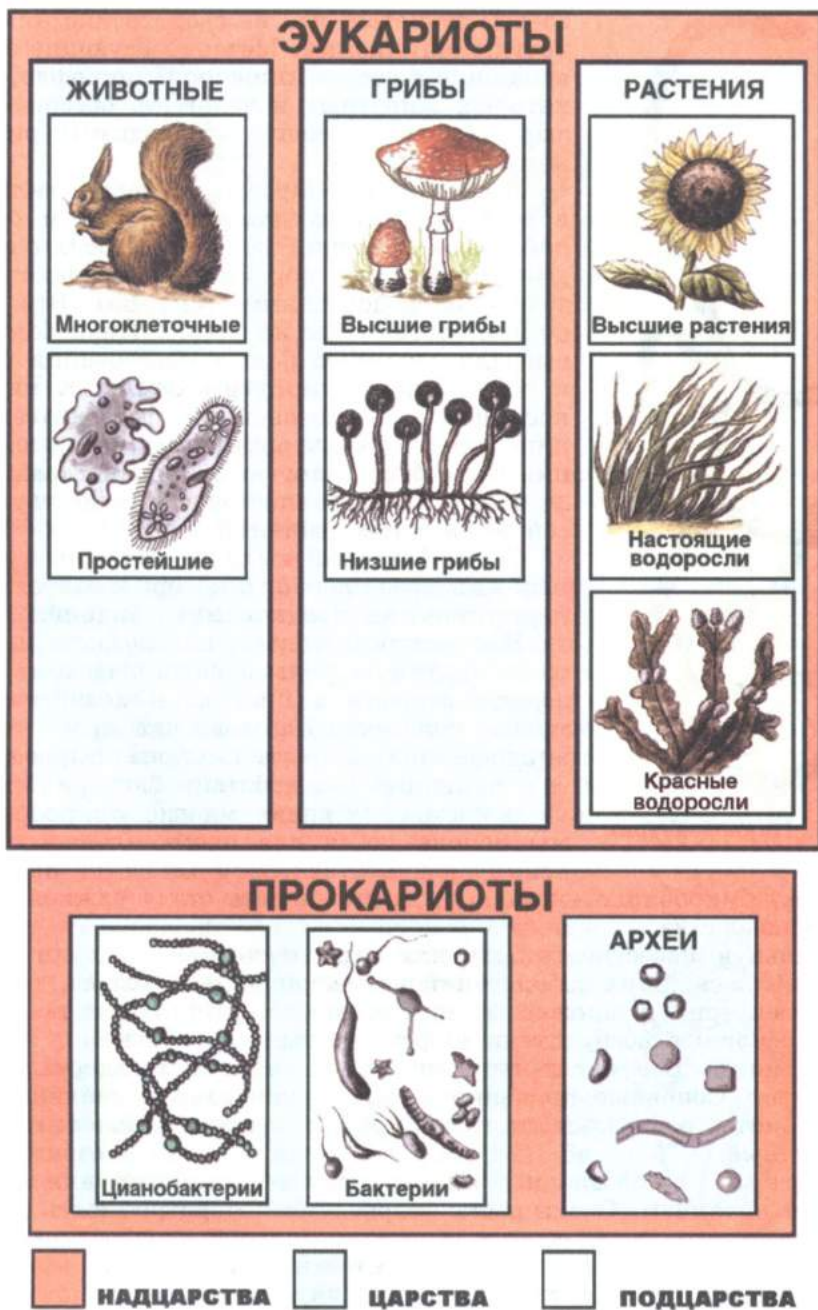 ЭУКАРИОТЫ
ЖИВОТНЫЕ
ГРИБЫ
РАСТЕНИЯ
Многоклеточные
Высшие грибы
Высшие растения
Простейшие
Низшие грибы
Настоящие
водоросли
Красные
водоросли
ПРОКАРИОТЫ
Цианобактерии
Бактерии
АРХЕИ
НАДЦАРСТВА
ЦАРСТВА
ПОДЦАРСТВА